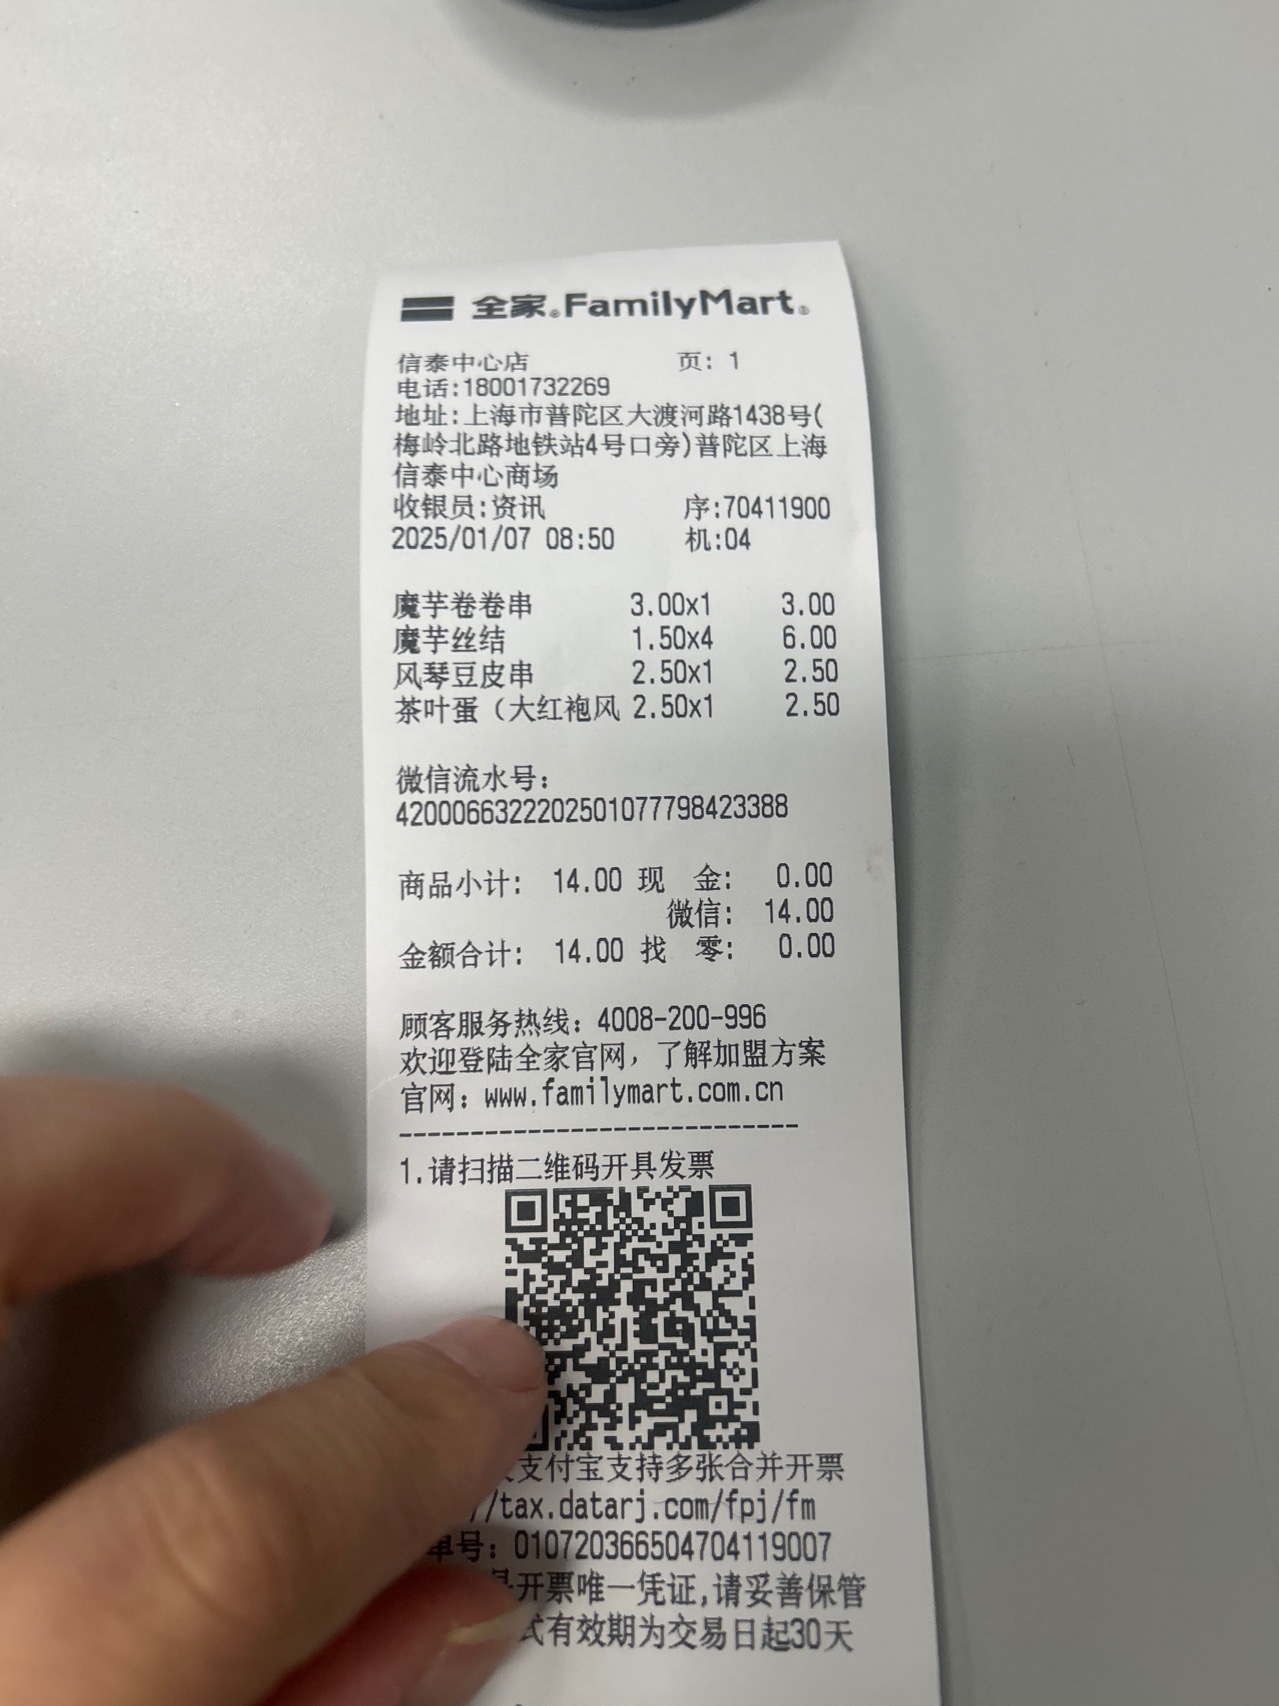 全家®FamilyMart®
信泰中心店 页: 1
电话:18001732269
地址:上海市普陀区大渡河路1438号(
梅岭北路地铁站4号口旁)普陀区上海
信泰中心商场
收银员:资讯 序:70411900
2025/01/07 08:50 机:04
魔芋卷卷串 3.00x1 3.00
魔芋丝结 1.50x4 6.00
风琴豆皮串 2.50x1 2.50
茶叶蛋（大红袍风 2.50x1 2.50
微信流水号:
4200066322202501077798423388
商品小计: 14.00 现 金: 0.00
微信: 14.00
金额合计: 14.00 找 零: 0.00
顾客服务热线: 4008-200-996
欢迎登陆全家官网，了解加盟方案
官网: www.familymart.com.cn
----------------------------
1.请扫描二维码开具发票
支付宝支持多张合并开票
/tax.datarj.com/fpj/fm
单号: 010720366504704119007
开票唯一凭证,请妥善保管
式有效期为交易日起30天